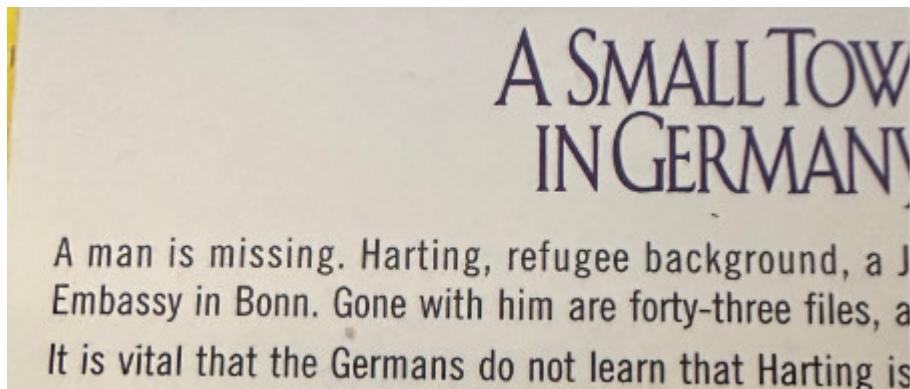 A SMALL TOW
IN GERMANY
A man is missing. Harting, refugee background, a J
Embassy in Bonn. Gone with him are forty-three files, a
It is vital that the Germans do not learn that Harting is